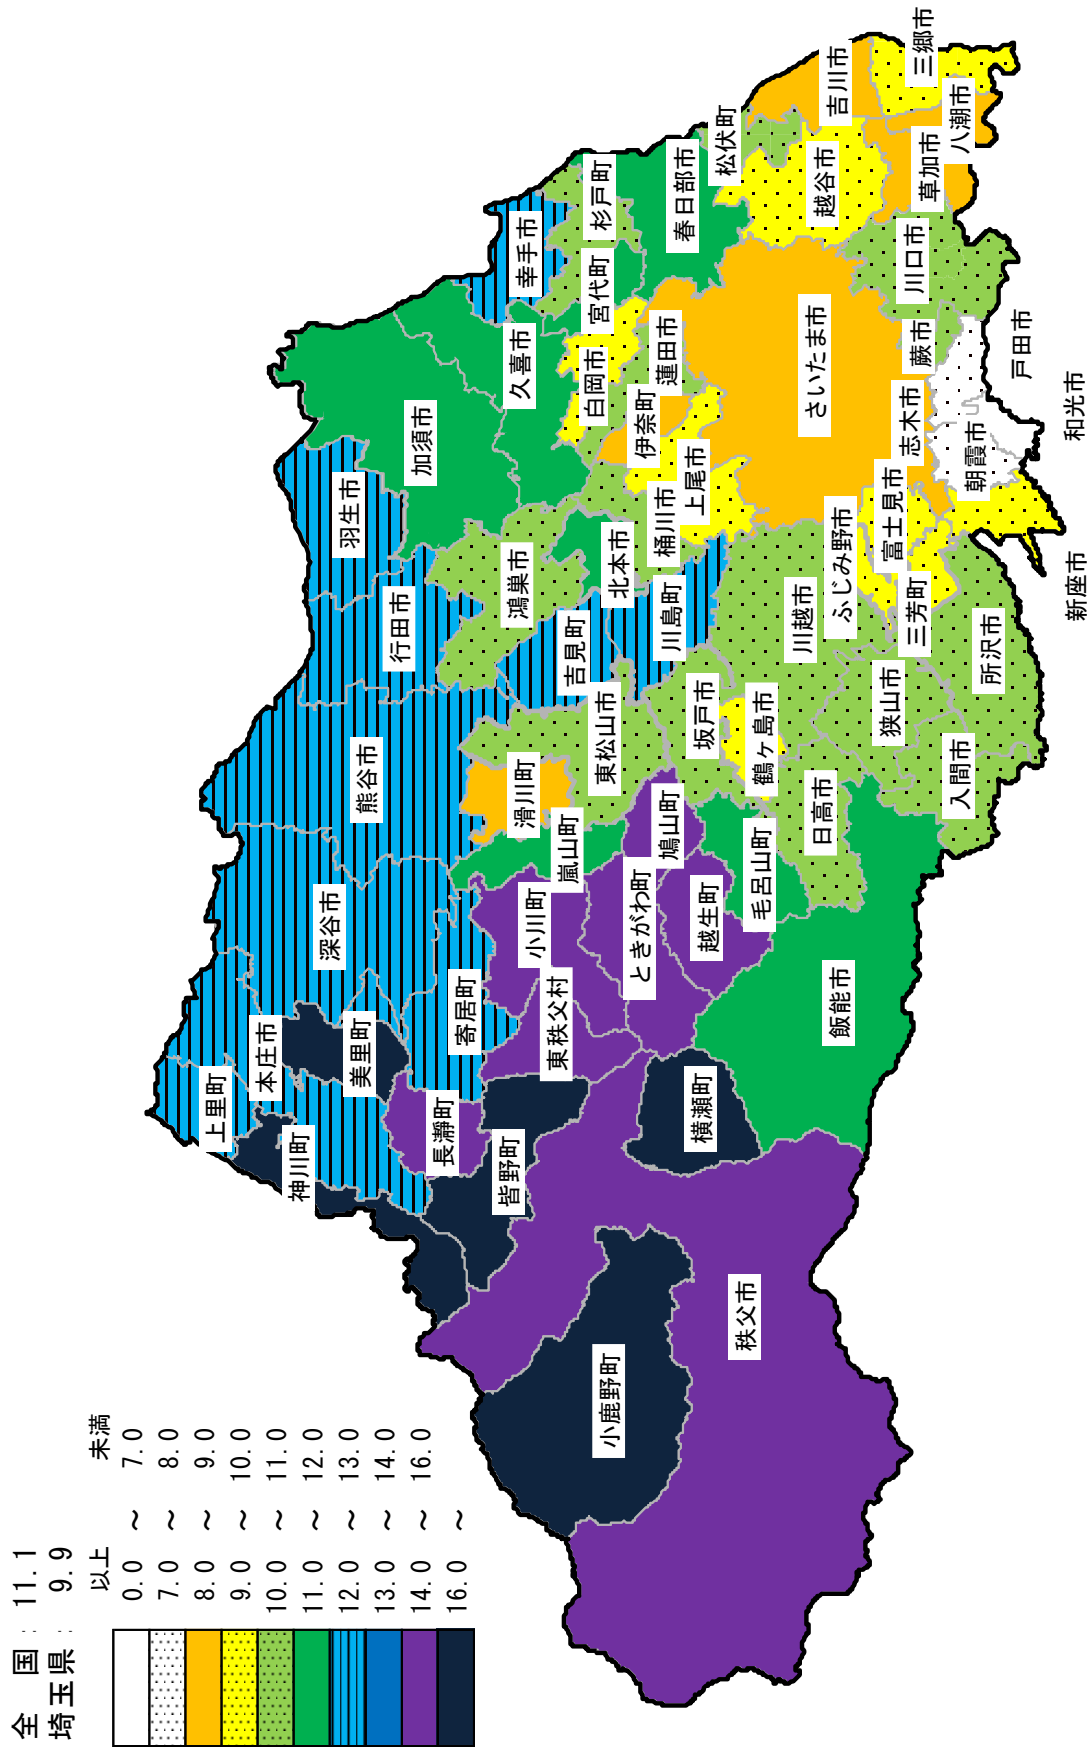 全 国 : 11.1
埼玉県 : 9.9
以上 未満
0.0 ～ 7.0
7.0 ～ 8.0
8.0 ～ 9.0
9.0 ～ 10.0
10.0 ～ 11.0
11.0 ～ 12.0
12.0 ～ 13.0
13.0 ～ 14.0
14.0 ～ 16.0
16.0 ～
上里町
本庄市
神川町
美里町
深谷市
熊谷市
行田市
羽生市
加須市
長瀞町
寄居町
皆野町
小川町
滑川町
嵐山町
東秩父村
東松山市
吉見町
鴻巣市
北本市
久喜市
幸手市
宮代町
杉戸町
白岡市
蓮田市
伊奈町
桶川市
上尾市
川島町
春日部市
松伏町
小鹿野町
秩父市
横瀬町
ときがわ町
鳩山町
越生町
毛呂山町
坂戸市
鶴ヶ島市
日高市
飯能市
川越市
ふじみ野市
富士見市
三芳町
狭山市
入間市
所沢市
さいたま市
志木市
朝霞市
新座市
和光市
戸田市
蕨市
川口市
越谷市
草加市
八潮市
吉川市
三郷市